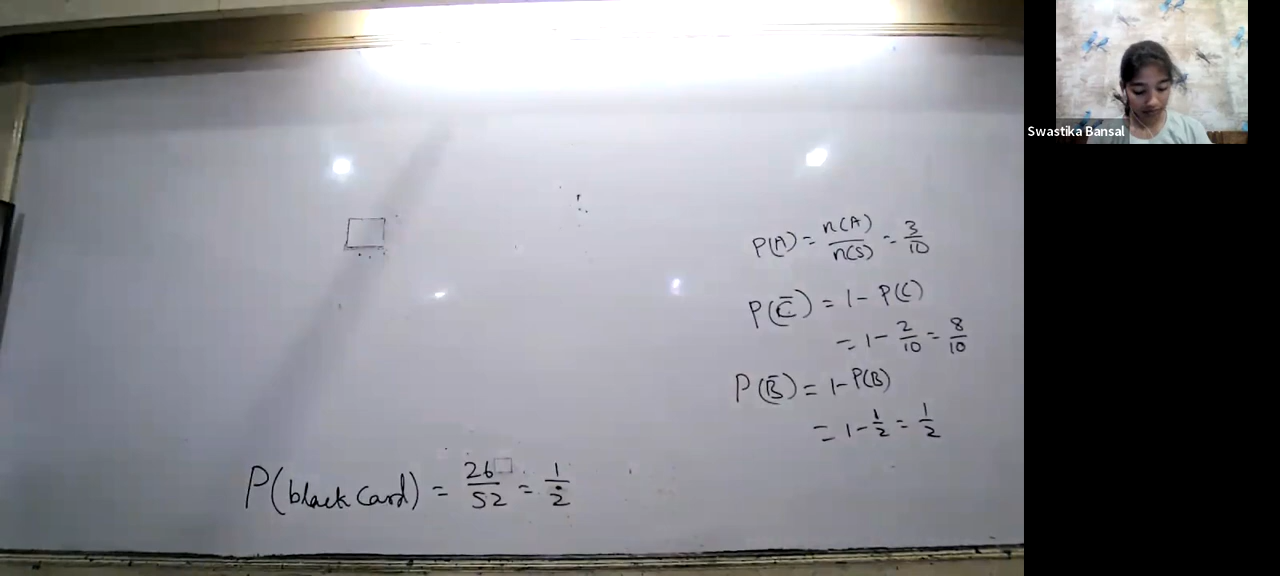 P(A) = n(A)/n(S) = 3/10
P(C̄) = 1 - P(C)
= 1 - 2/10 = 8/10
P(B̄) = 1 - P(B)
= 1 - 1/2 = 1/2
P(black Card) = 26/52 = 1/2
Swastika Bansal